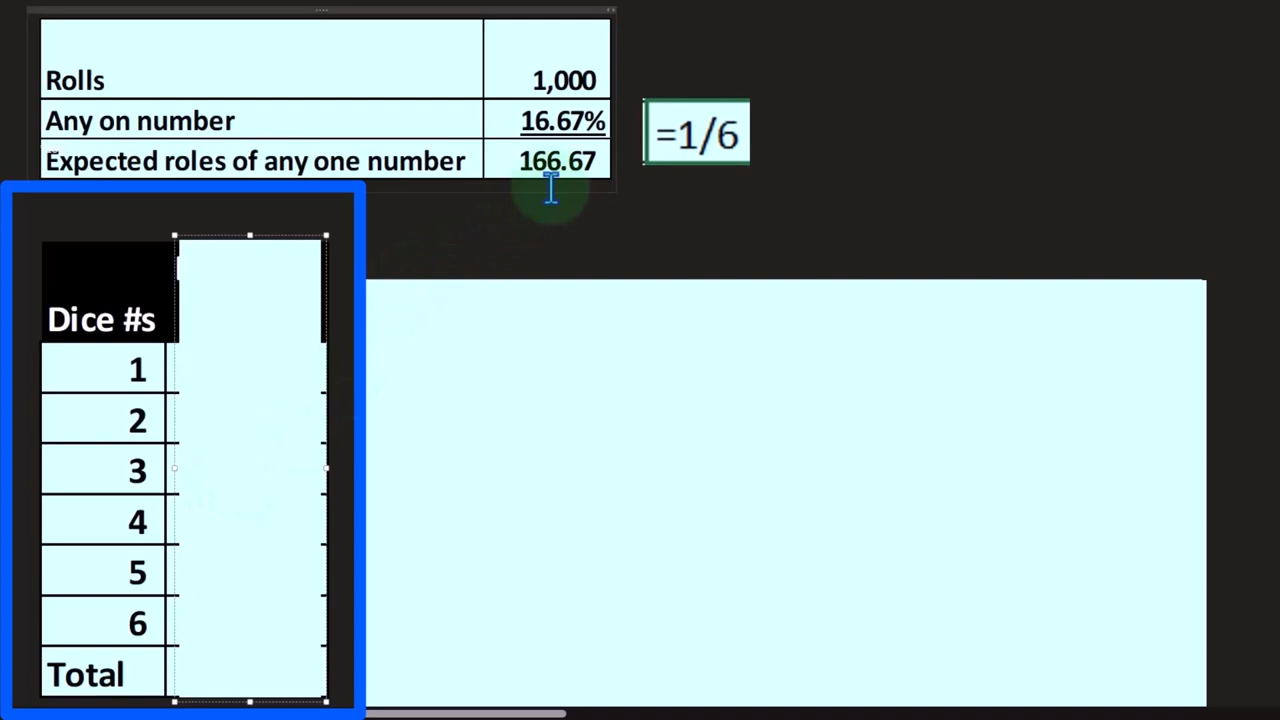 Rolls 1,000
Any on number 16.67%
=1/6
Expected roles of any one number 166.67
Dice #s
1
2
3
4
5
6
Total